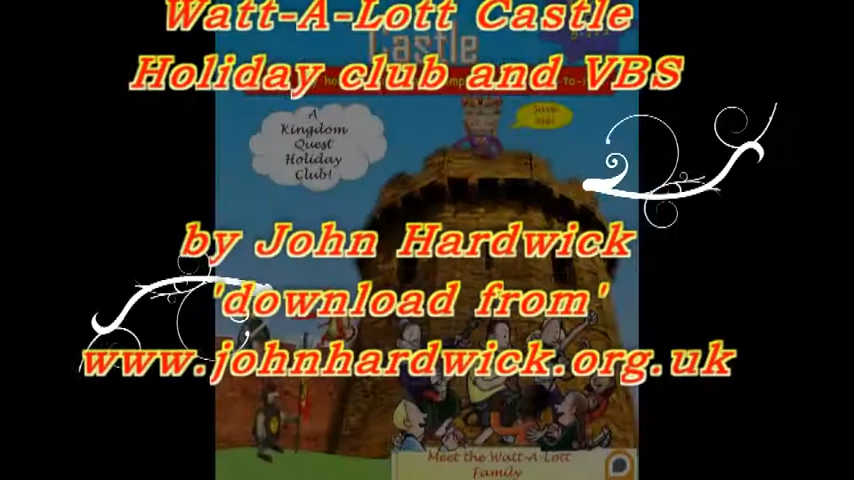 Watt-A-Lott Castle
Castle
Holiday club and VBS
A
Kingdom
Quest
Holiday
Club!
by John Hardwick
'download from'
www.johnhardwick.org.uk
Meet the Watt-A-Lott
Family